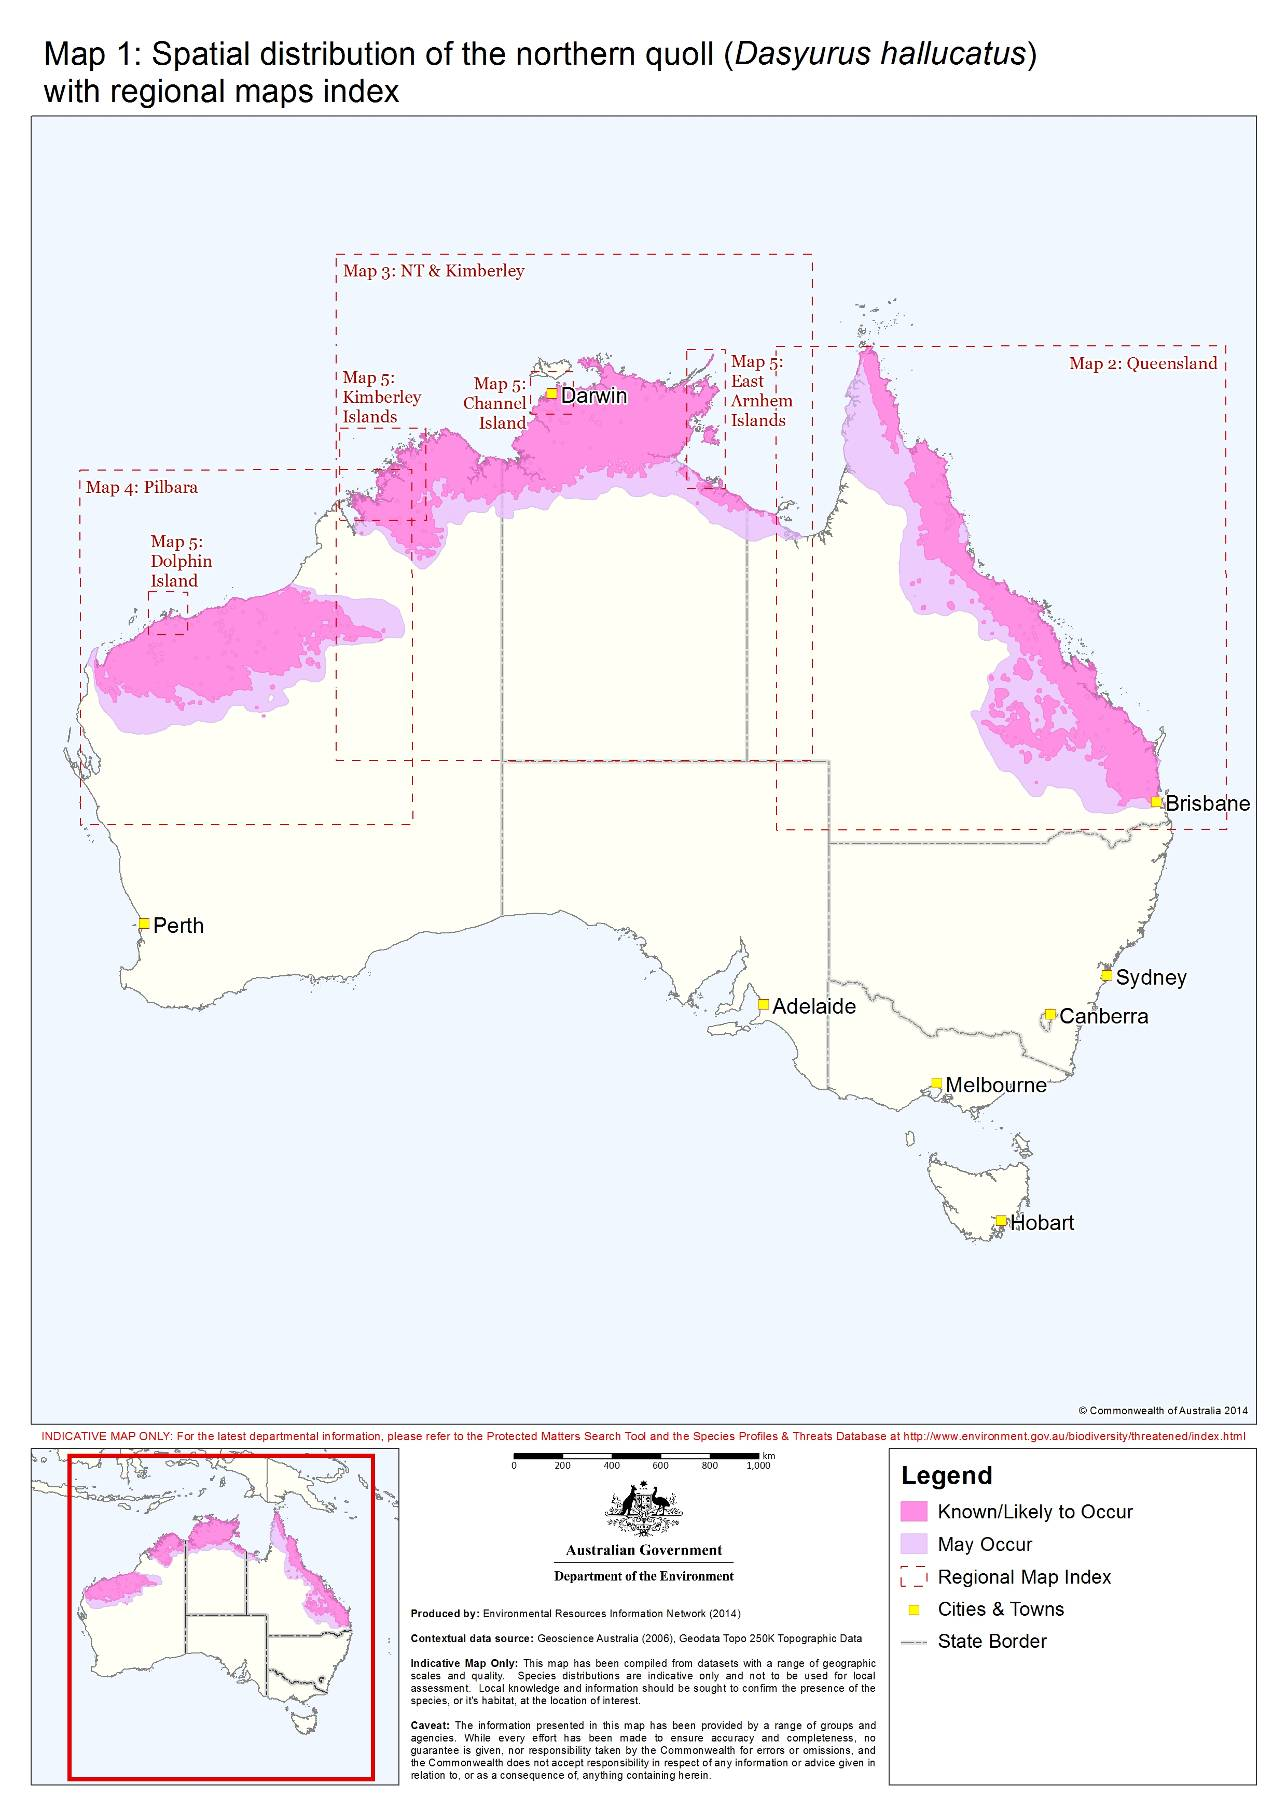 Map 1: Spatial distribution of the northern quoll (Dasyurus hallucatus)
with regional maps index
Map 3: NT & Kimberley
Map 5:
Kimberley
Islands
Map 5:
Channel
Island
Darwin
Map 5:
East
Arnhem
Islands
Map 2: Queensland
Map 4: Pilbara
Map 5:
Dolphin
Island
Brisbane
Perth
Sydney
Adelaide
Canberra
Melbourne
Hobart
© Commonwealth of Australia 2014
INDICATIVE MAP ONLY: For the latest departmental information, please refer to the Protected Matters Search Tool and the Species Profiles & Threats Database at http://www.environment.gov.au/biodiversity/threatened/index.html
km
0 200 400 600 800 1,000
Australian Government
Department of the Environment
Produced by: Environmental Resources Information Network (2014)
Contextual data source: Geoscience Australia (2006), Geodata Topo 250K Topographic Data
Indicative Map Only: This map has been compiled from datasets with a range of geographic
scales and quality. Species distributions are indicative only and not to be used for local
assessment. Local knowledge and information should be sought to confirm the presence of the
species, or it's habitat, at the location of interest.
Caveat: The information presented in this map has been provided by a range of groups and
agencies. While every effort has been made to ensure accuracy and completeness, no
guarantee is given, nor responsibility taken by the Commonwealth for errors or omissions, and
the Commonwealth does not accept responsibility in respect of any information or advice given in
relation to, or as a consequence of, anything containing herein.
Legend
Known/Likely to Occur
May Occur
Regional Map Index
Cities & Towns
State Border